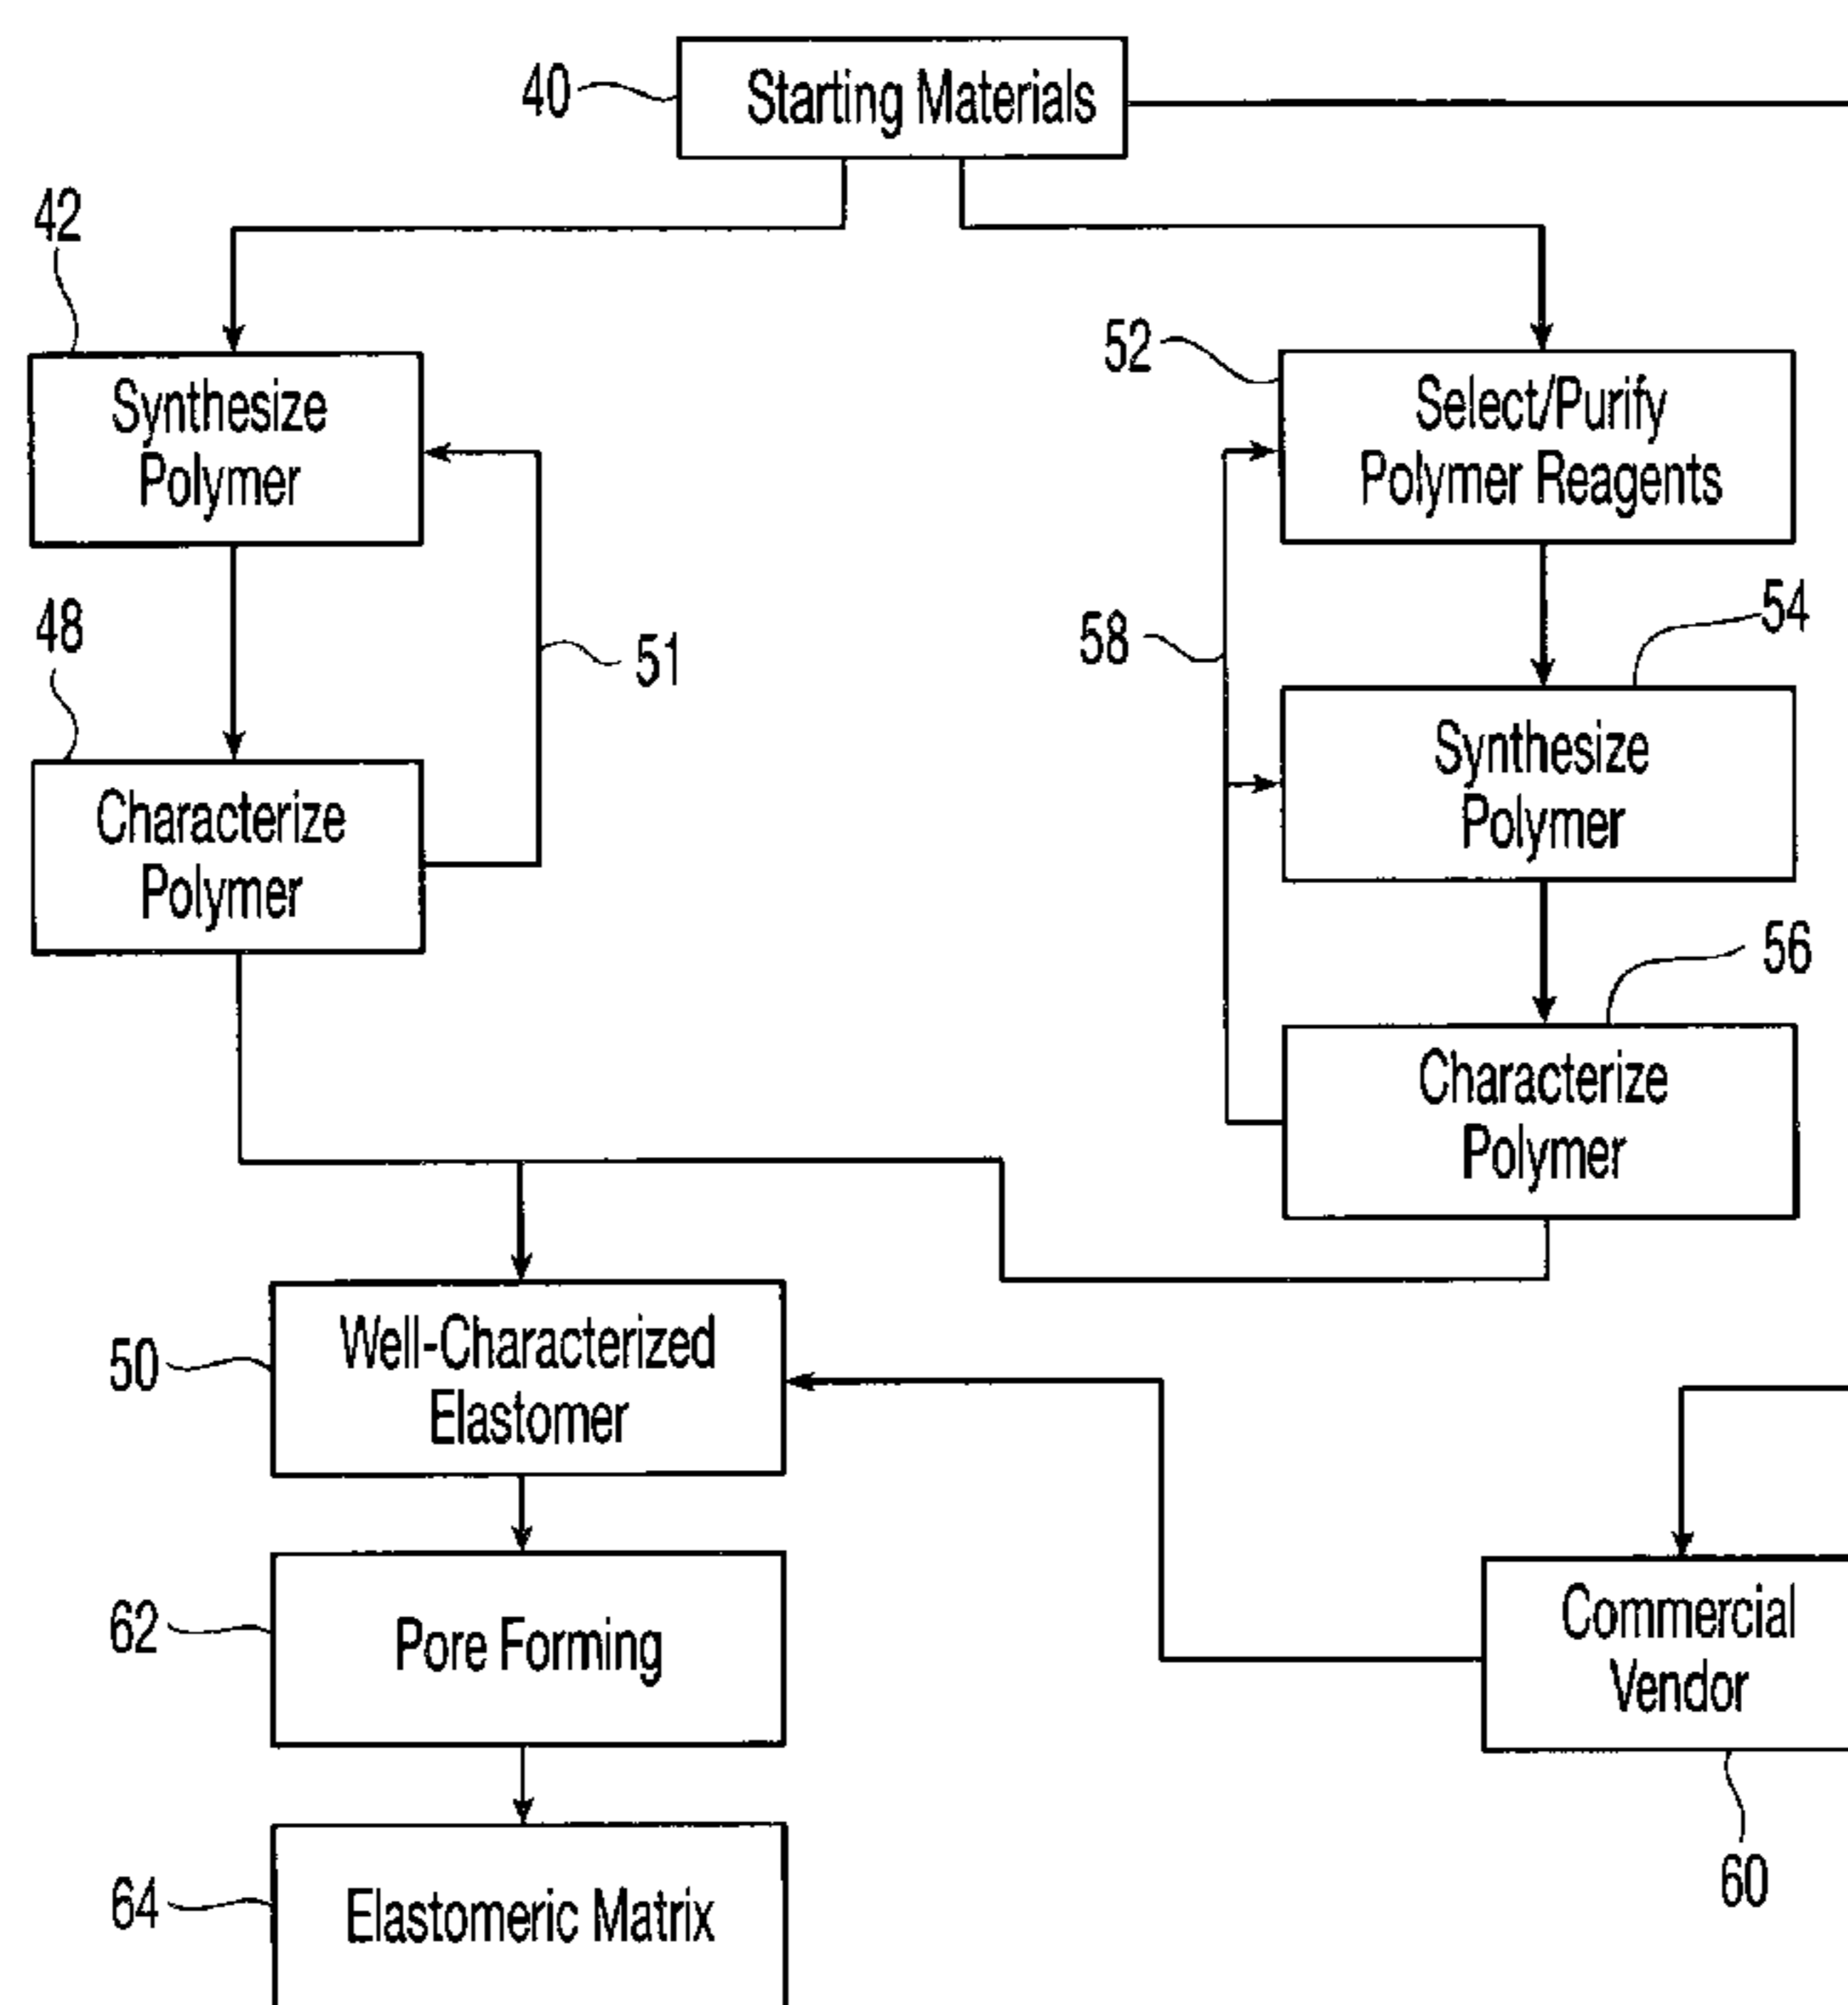 40
Starting Materials
42
Synthesize
Polymer
52
Select/Purify
Polymer Reagents
48
Characterize
Polymer
51
58
54
Synthesize
Polymer
56
Characterize
Polymer
50
Well-Characterized
Elastomer
62
Pore Forming
Commercial
Vendor
60
64
Elastomeric Matrix